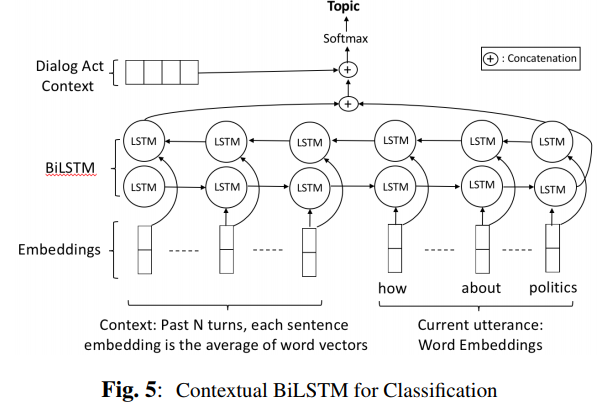 Topic
Softmax
+ : Concatenation
Dialog Act
Context
+
+
LSTM LSTM LSTM LSTM LSTM LSTM
BiLSTM
LSTM LSTM LSTM LSTM LSTM LSTM
Embeddings
how about politics
Context: Past N turns, each sentence
embedding is the average of word vectors
Current utterance:
Word Embeddings
Fig. 5: Contextual BiLSTM for Classification